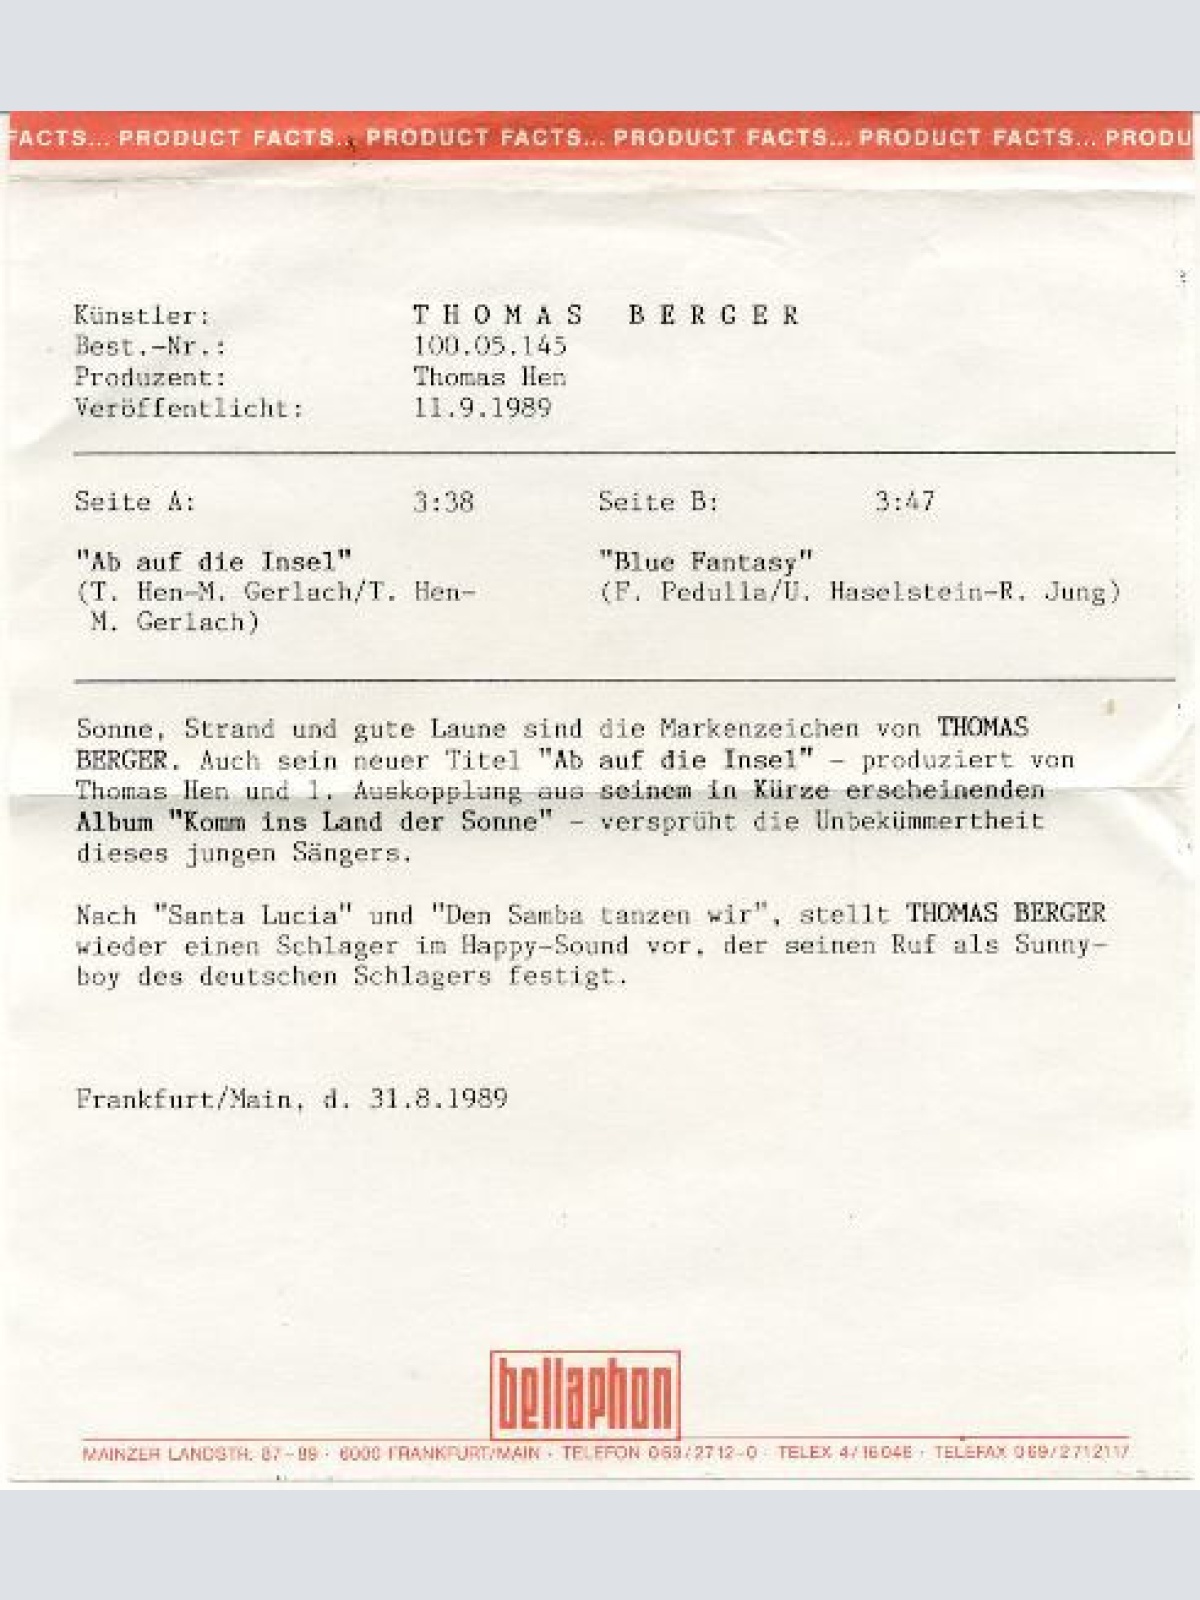 FACTS... PRODUCT FACTS... PRODUCT FACTS... PRODUCT FACTS... PRODUCT FACTS... PRODU
Künstler: THOMAS BERGER
Best.-Nr.: 100.05.145
Produzent: Thomas Hen
Veröffentlicht: 11.9.1989
Seite A: 3:38 Seite B: 3:47
"Ab auf die Insel" "Blue Fantasy"
(T. Hen-M. Gerlach/T. Hen- (F. Pedulla/U. Haselstein-R. Jung)
M. Gerlach)
Sonne, Strand und gute Laune sind die Markenzeichen von THOMAS
BERGER. Auch sein neuer Titel "Ab auf die Insel" - produziert von
Thomas Hen und 1. Auskopplung aus seinem in Kürze erscheinenden
Album "Komm ins Land der Sonne" - versprüht die Unbekümmertheit
dieses jungen Sängers.
Nach "Santa Lucia" und "Den Samba tanzen wir", stellt THOMAS BERGER
wieder einen Schlager im Happy-Sound vor, der seinen Ruf als Sunny-
boy des deutschen Schlagers festigt.
Frankfurt/Main, d. 31.8.1989
bellaphon
MAINZER LANDSTR. 87-89 · 6000 FRANKFURT/MAIN · TELEFON 069/2712-0 · TELEX 4/16046 · TELEFAX 069/2712117